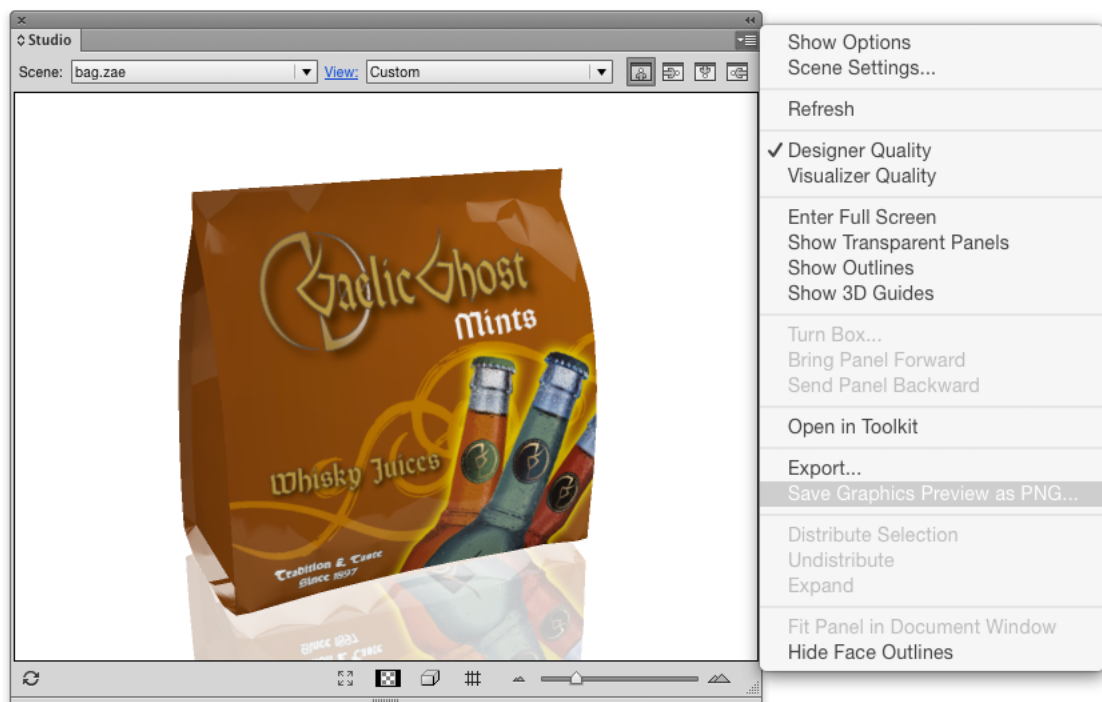 Studio
Scene: bag.zae View: Custom
Gaelic Ghost
Mints
Whisky Juices
Tradition & Taste
Since 1897
Since 1897
Show Options
Scene Settings...
Refresh
Designer Quality
Visualizer Quality
Enter Full Screen
Show Transparent Panels
Show Outlines
Show 3D Guides
Turn Box...
Bring Panel Forward
Send Panel Backward
Open in Toolkit
Export...
Save Graphics Preview as PNG...
Distribute Selection
Undistribute
Expand
Fit Panel in Document Window
Hide Face Outlines